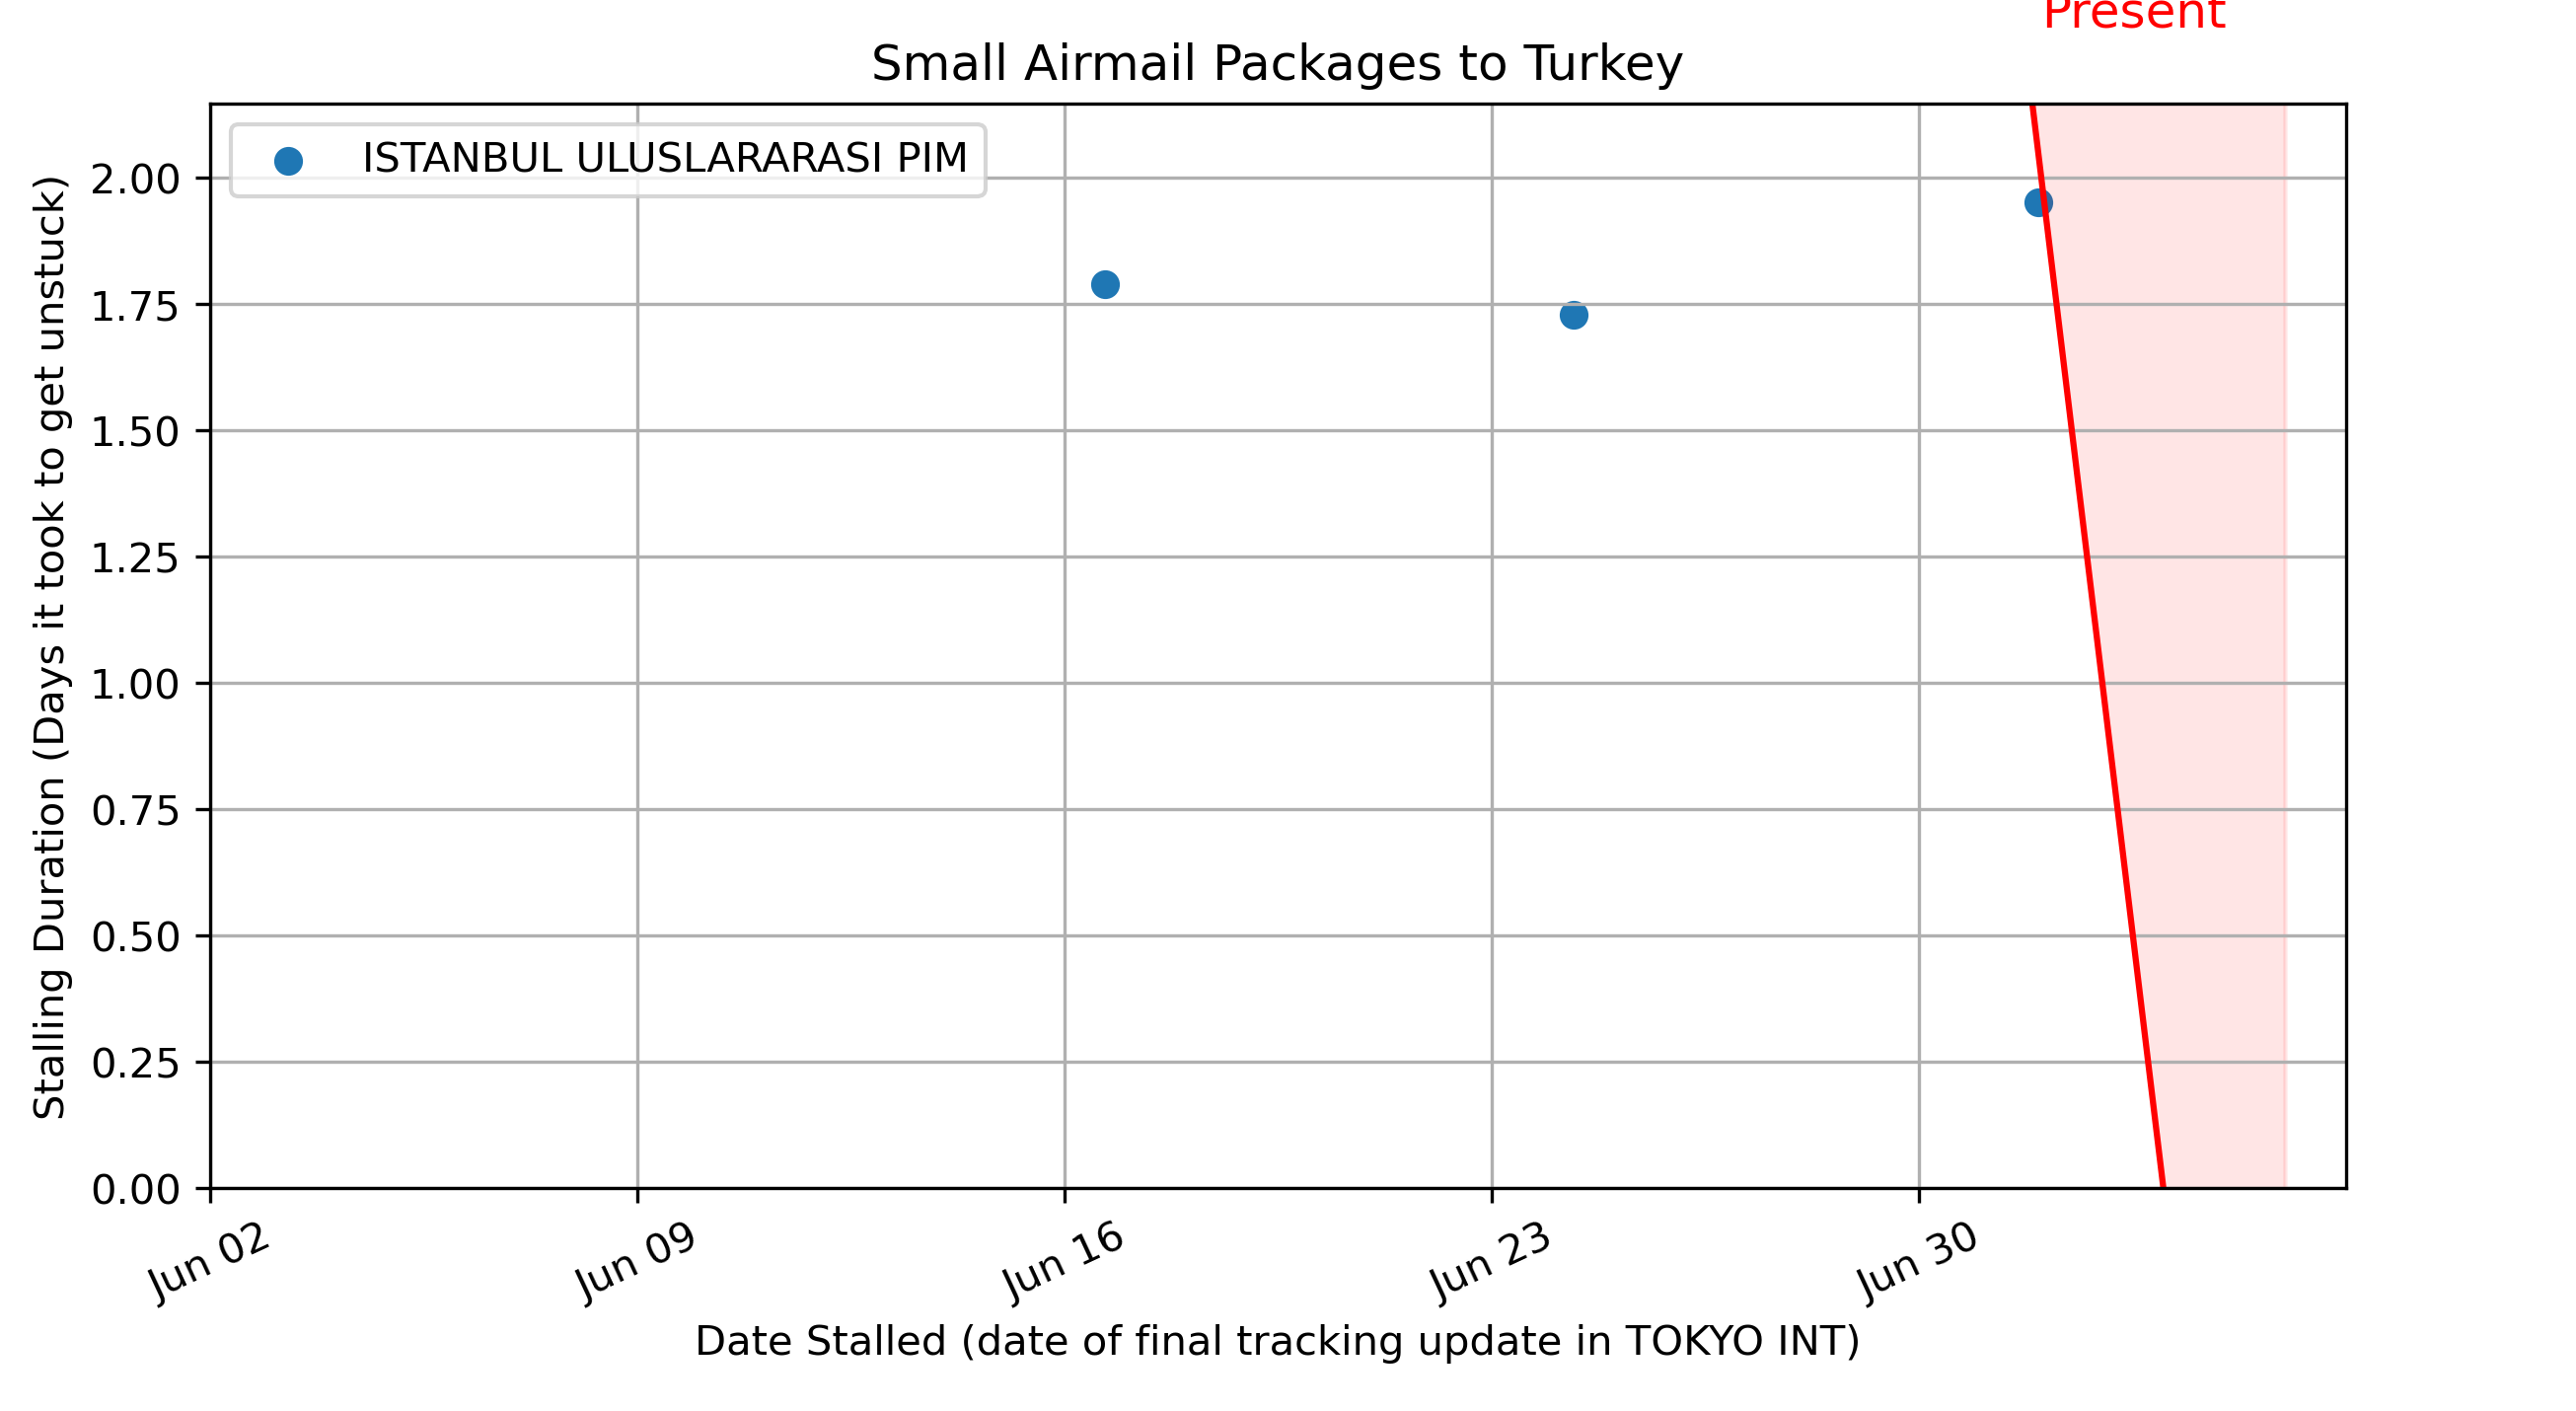 Present
Small Airmail Packages to Turkey
ISTANBUL ULUSLARARASI PIM
Stalling Duration (Days it took to get unstuck)
2.00
1.75
1.50
1.25
1.00
0.75
0.50
0.25
0.00
Jun 02
Jun 09
Jun 16
Jun 23
Jun 30
Date Stalled (date of final tracking update in TOKYO INT)